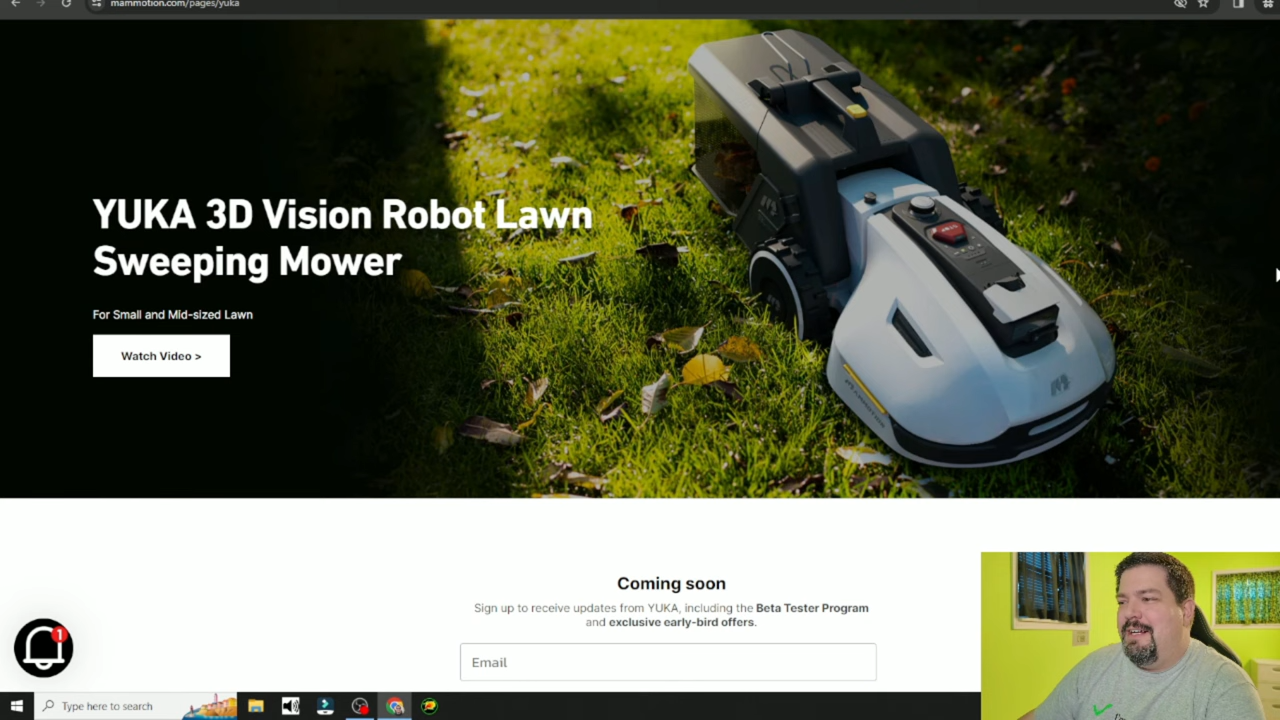 mammotion.com/pages/yuka
YUKA 3D Vision Robot Lawn
Sweeping Mower
For Small and Mid-sized Lawn
Watch Video >
Coming soon
Sign up to receive updates from YUKA, including the Beta Tester Program
and exclusive early-bird offers.
Email
1
Type here to search